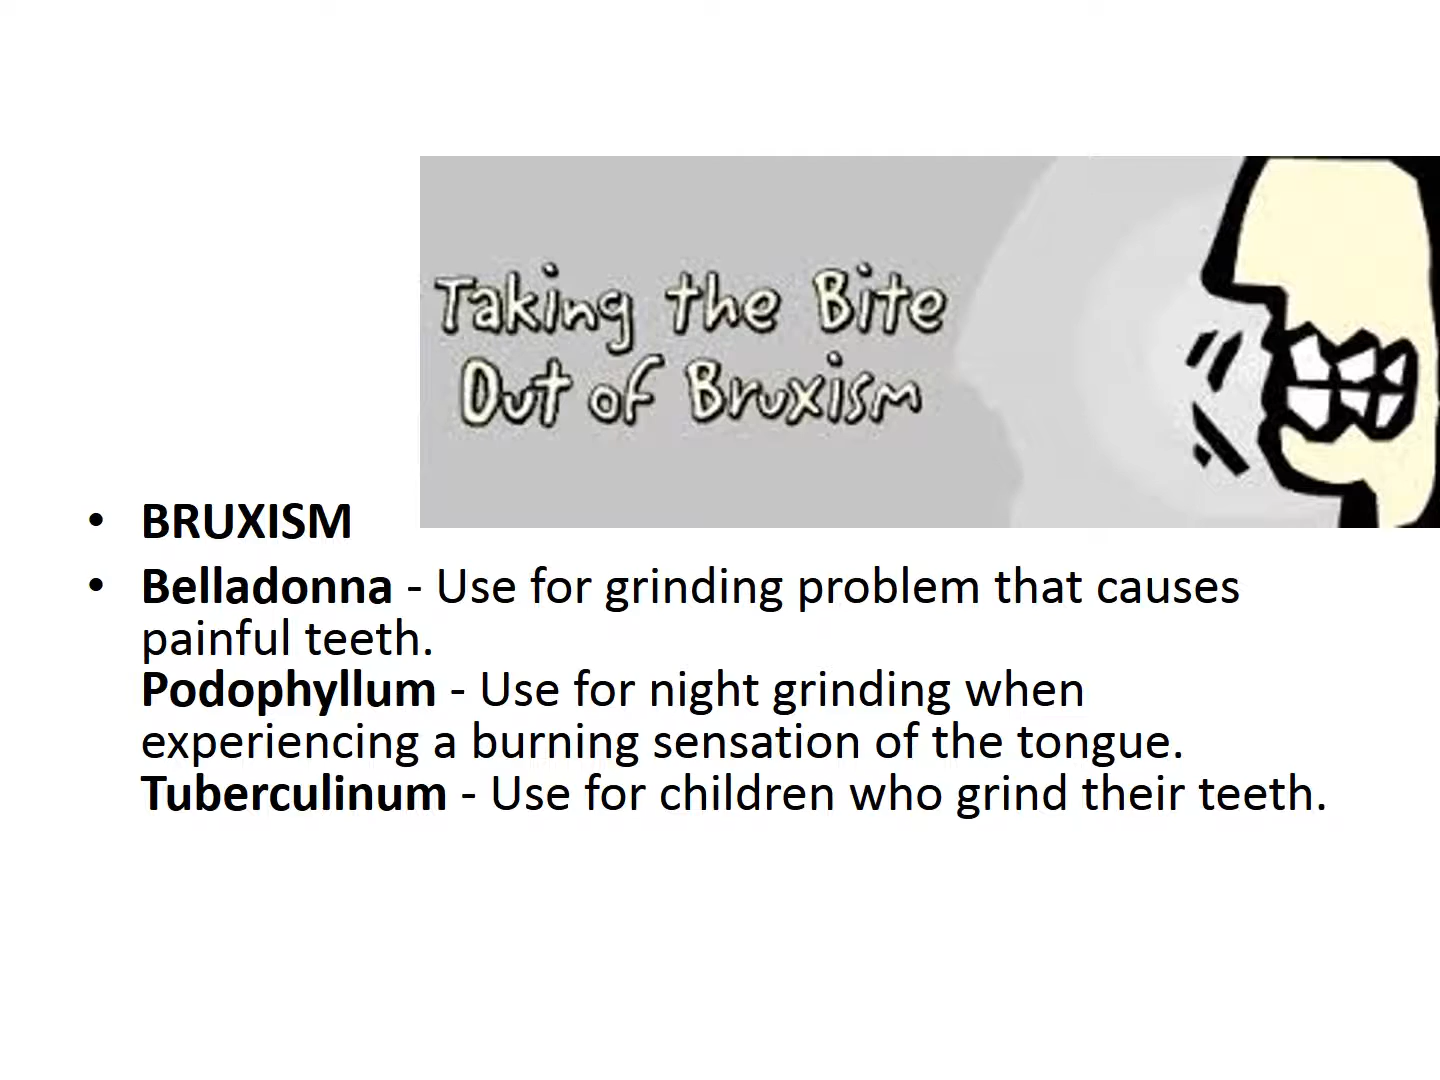 Taking the Bite
Out of Bruxism
• BRUXISM
• Belladonna - Use for grinding problem that causes
painful teeth.
Podophyllum - Use for night grinding when
experiencing a burning sensation of the tongue.
Tuberculinum - Use for children who grind their teeth.